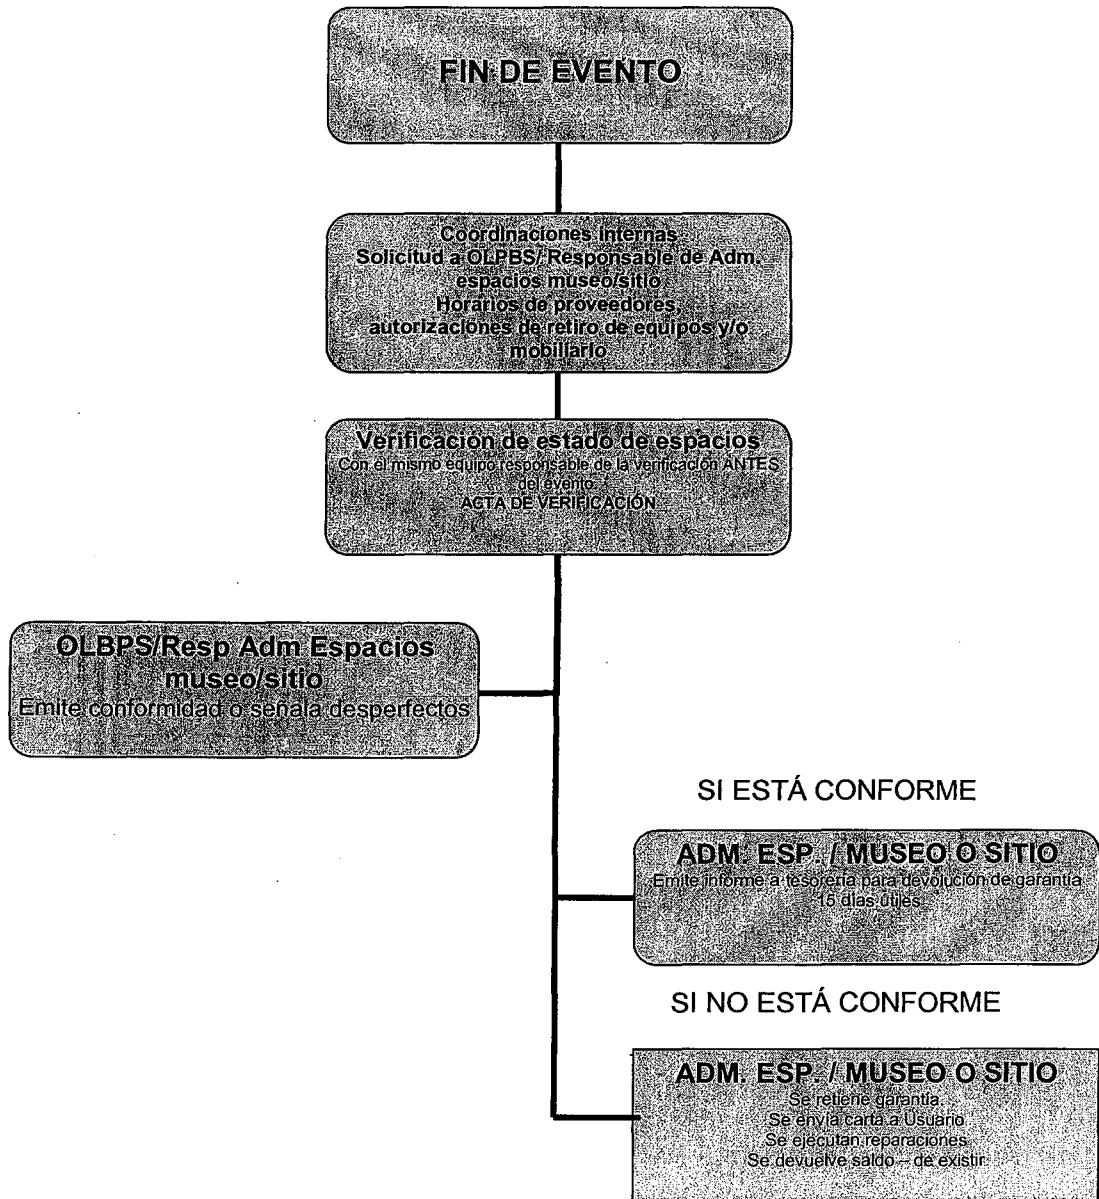 FIN DE EVENTO
Coordinaciones internas
Solicitud a OLPBS/ Responsable de Adm.
espacios museo/sitio
Horarios de proveedores,
autorizaciones de retiro de equipos y/o
mobiliario
Verificación de estado de espacios
Con el mismo equipo responsable de la verificación ANTES
del evento
ACTA DE VERIFICACIÓN
OLBPS/Resp Adm Espacios
museo/sitio
Emite conformidad o señala desperfectos
SI ESTÁ CONFORME
ADM. ESP. / MUSEO O SITIO
Emite informe a tesorería para devolución de garantía
15 días útiles
SI NO ESTÁ CONFORME
ADM. ESP. / MUSEO O SITIO
Se retiene garantía.
Se envía carta a Usuario
Se ejecutan reparaciones
Se devuelve saldo – de existir